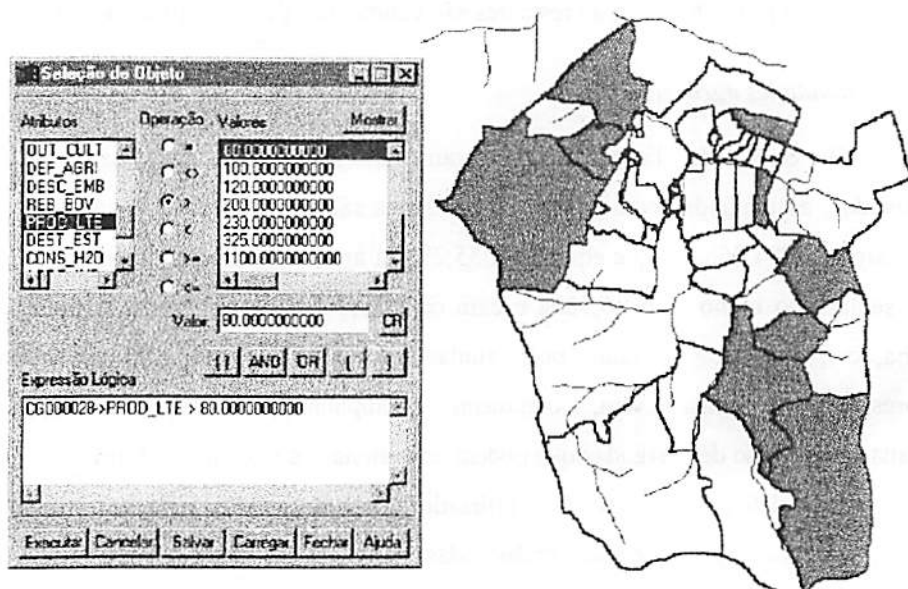 Seleção de Objeto
Atributos
Operação
Valores
Mostrar
OUT_CULT
DEF_AGRI
DESC_EMB
REB_BOV
PROD_LTE
DEST_EST
CONS_H2O
=
<>
>
<
>=
<=
80.0000000000
100.0000000000
120.0000000000
200.0000000000
230.0000000000
325.0000000000
1100.0000000000
Valor:
80.0000000000
CR
( )
AND
OR
(
)
Expressão Lógica
CG000028->PROD_LTE > 80.0000000000
Executar
Cancelar
Salvar
Carregar
Fechar
Ajuda